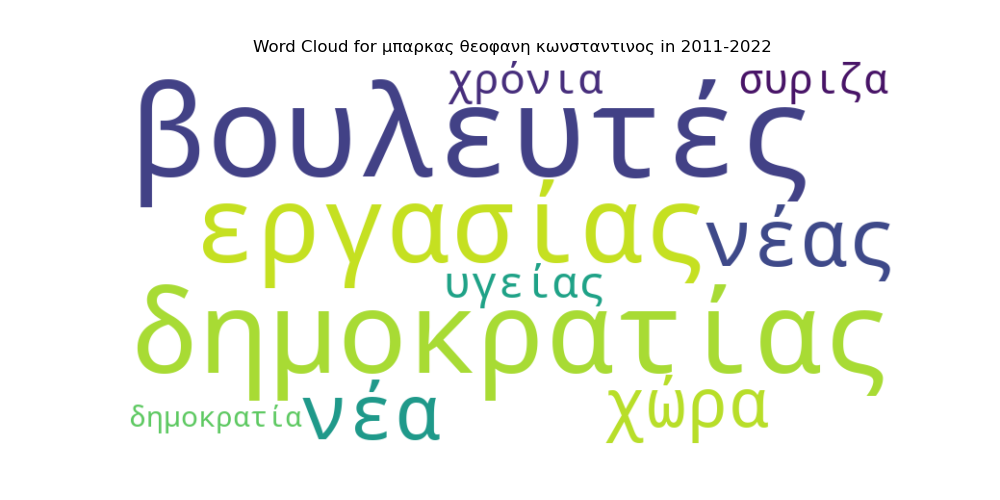 Word Cloud for μπαρκας θεοφανη κωνσταντινος in 2011-2022
χρόνια
συριζα
βουλευτές
εργασίας
νέας
υγείας
δημοκρατίας
δημοκρατία
νέα
χώρα